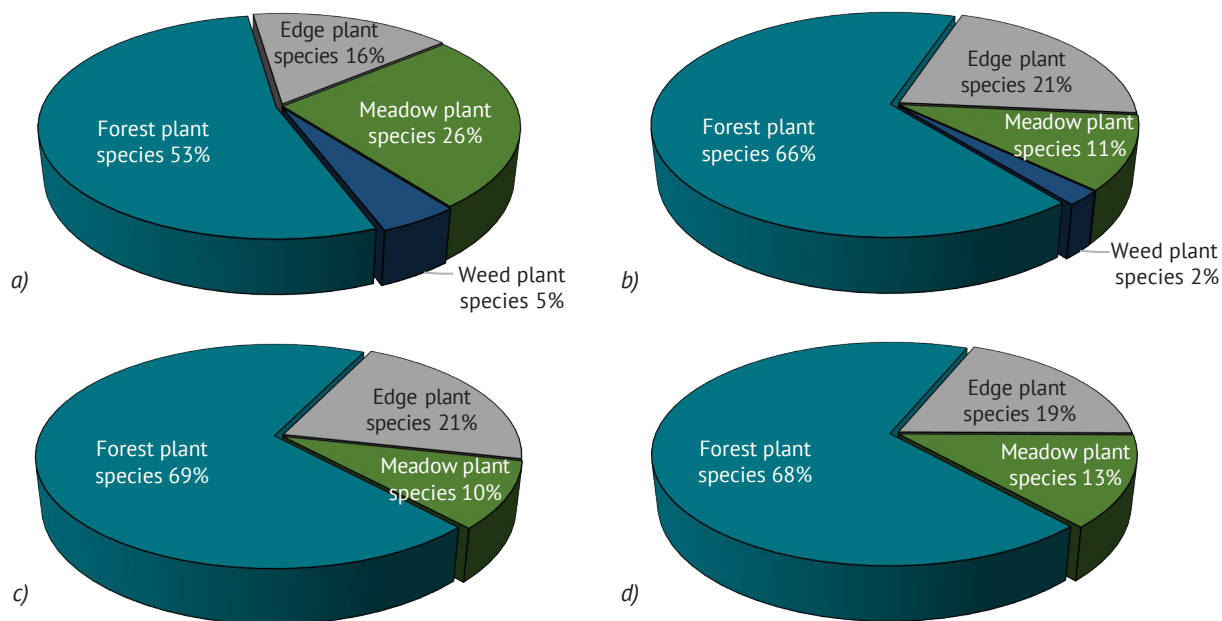 Edge plant
species 16%
Meadow plant
species 26%
Forest plant
species 53%
Weed plant
species 5%
a)
Edge plant
species 21%
Meadow plant
species 11%
Forest plant
species 66%
Weed plant
species 2%
b)
Edge plant
species 21%
Meadow plant
species 10%
Forest plant
species 69%
c)
Edge plant
species 19%
Meadow plant
species 13%
Forest plant
species 68%
d)